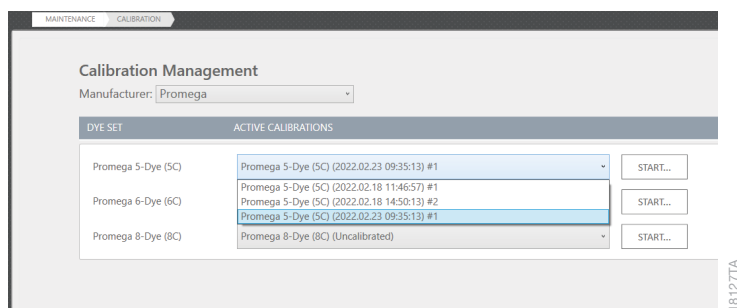 MAINTENANCE CALIBRATION
Calibration Management
Manufacturer: Promega
DYE SET ACTIVE CALIBRATIONS
Promega 5-Dye (5C) Promega 5-Dye (5C) (2022.02.23 09:35:13) #1 START...
Promega 5-Dye (5C) (2022.02.18 11:46:57) #1
Promega 6-Dye (6C) Promega 5-Dye (5C) (2022.02.18 14:50:13) #2 START...
Promega 5-Dye (5C) (2022.02.23 09:35:13) #1
Promega 8-Dye (8C) Promega 8-Dye (8C) (Uncalibrated) START...
18127TA